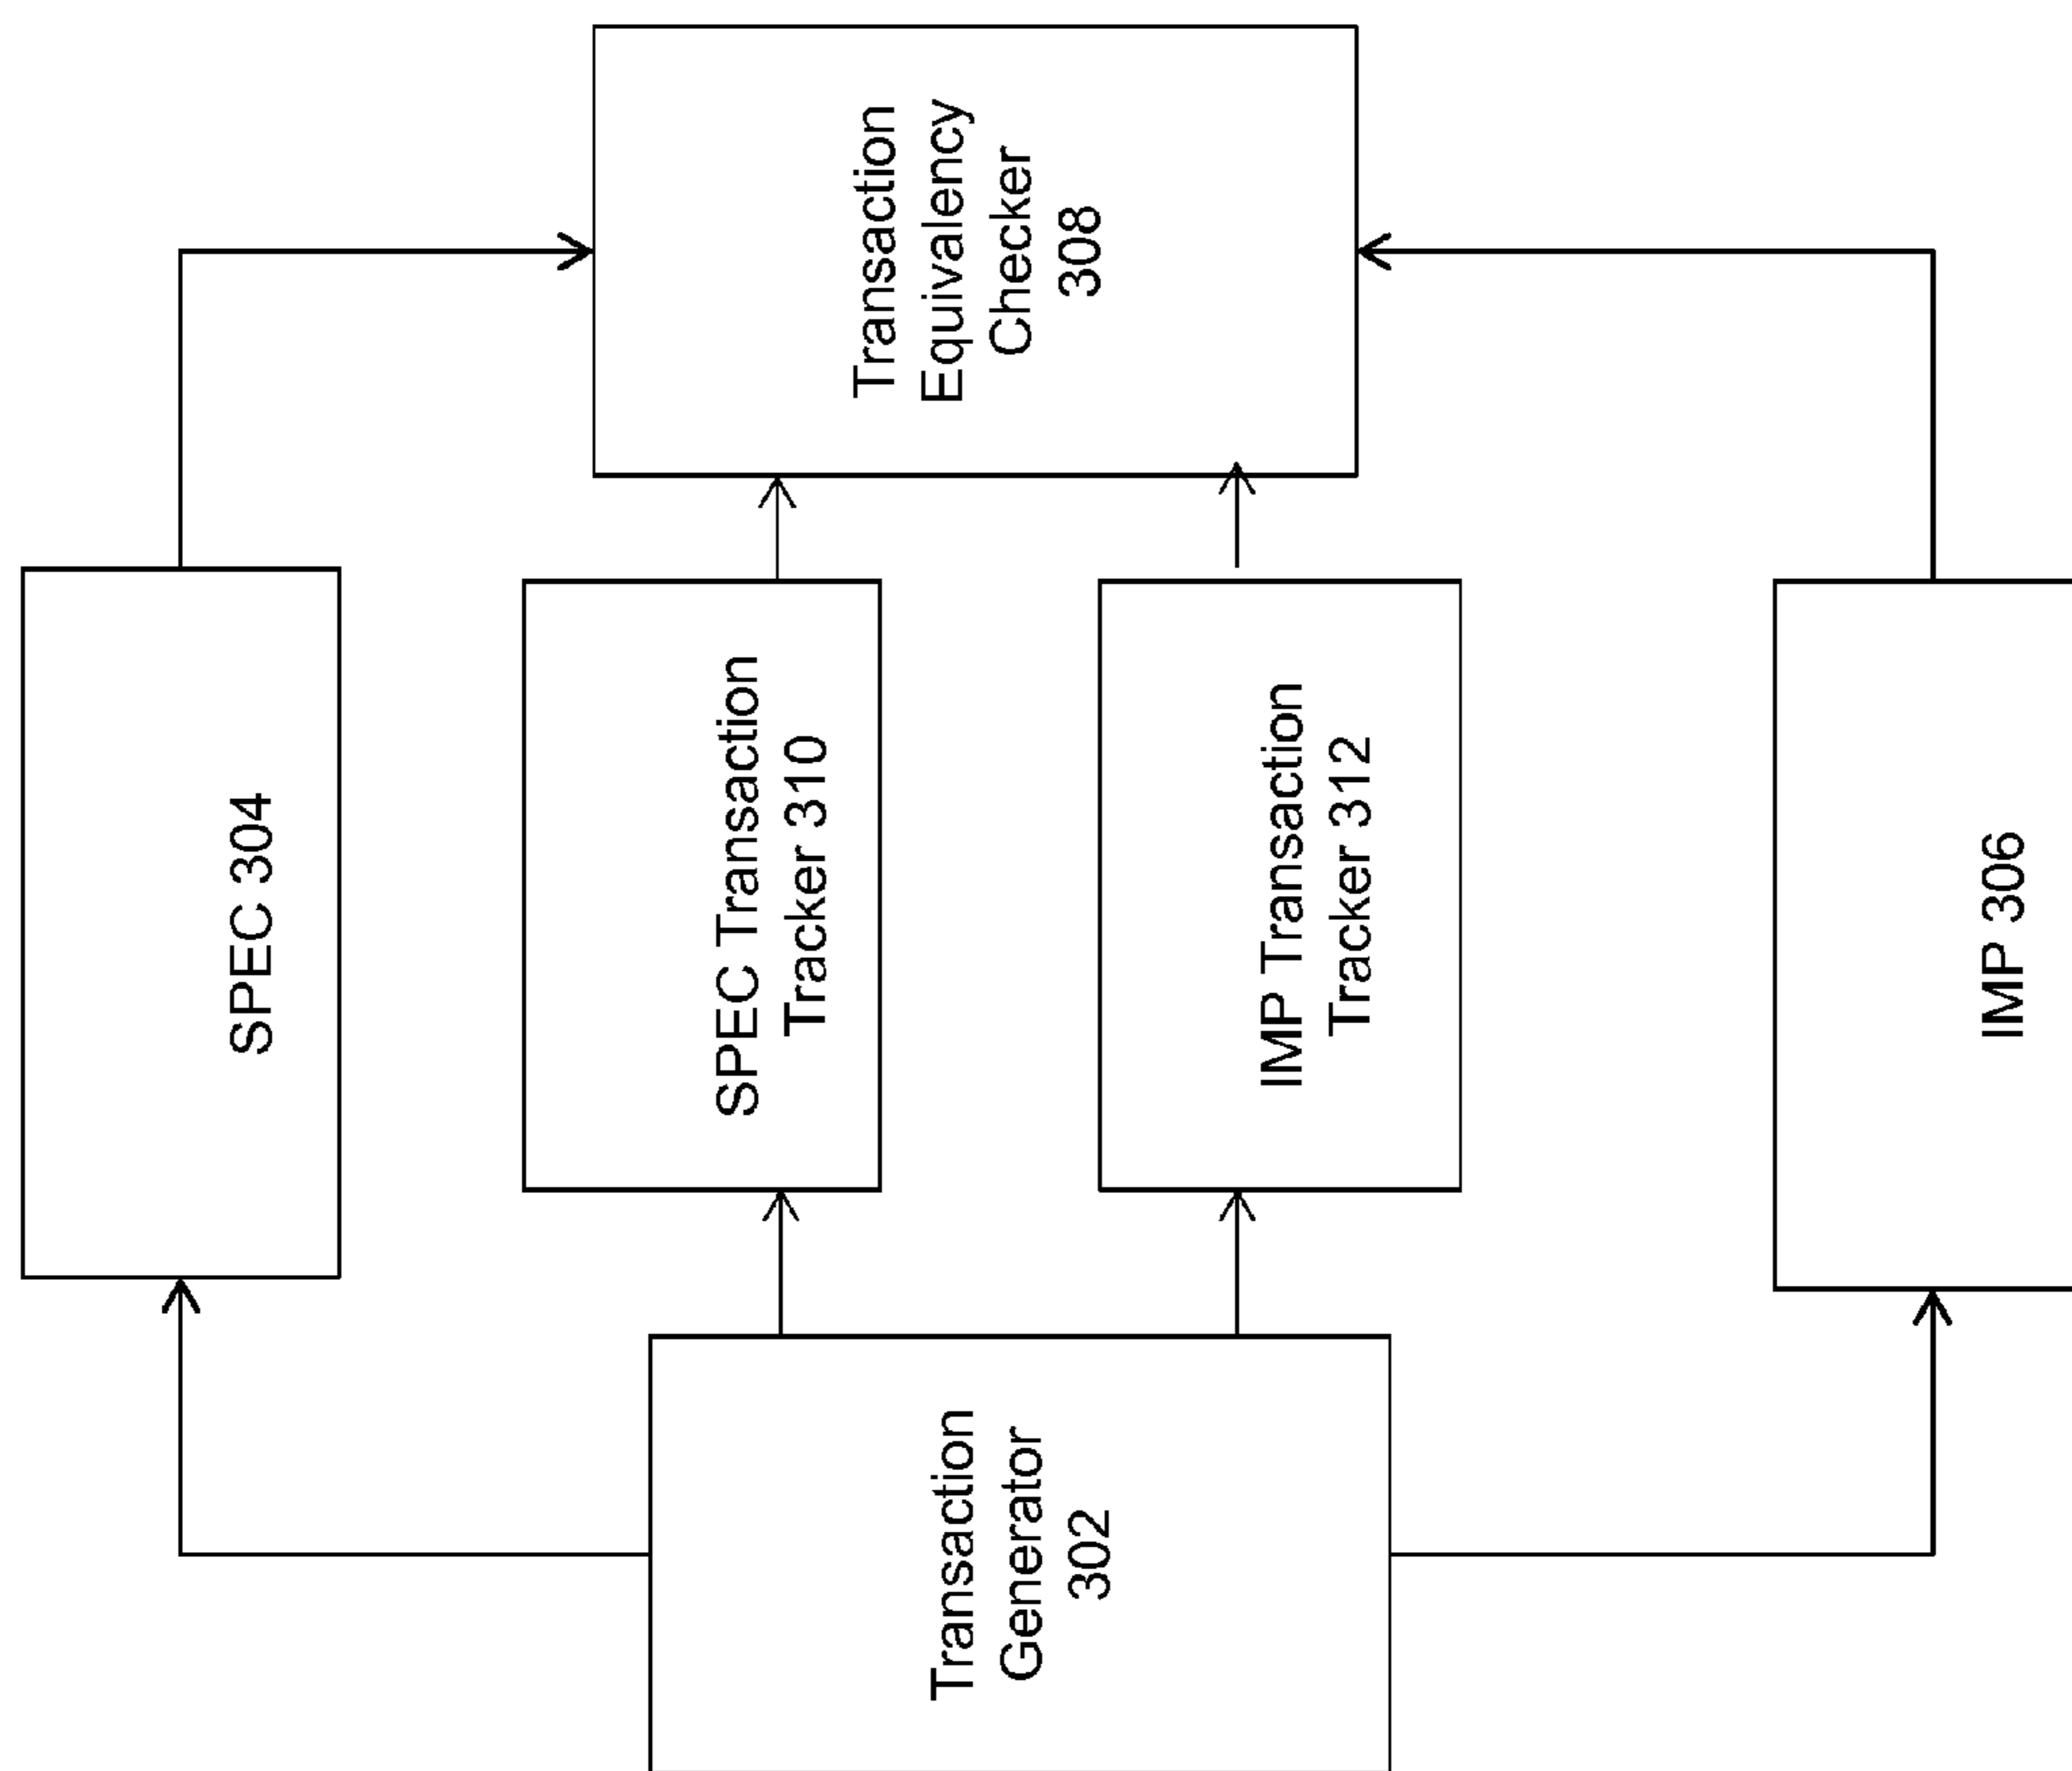 SPEC 304
SPEC Transaction
Tracker 310
IMP Transaction
Tracker 312
IMP 306
Transaction
Generator
302
Transaction
Equivalency
Checker
308